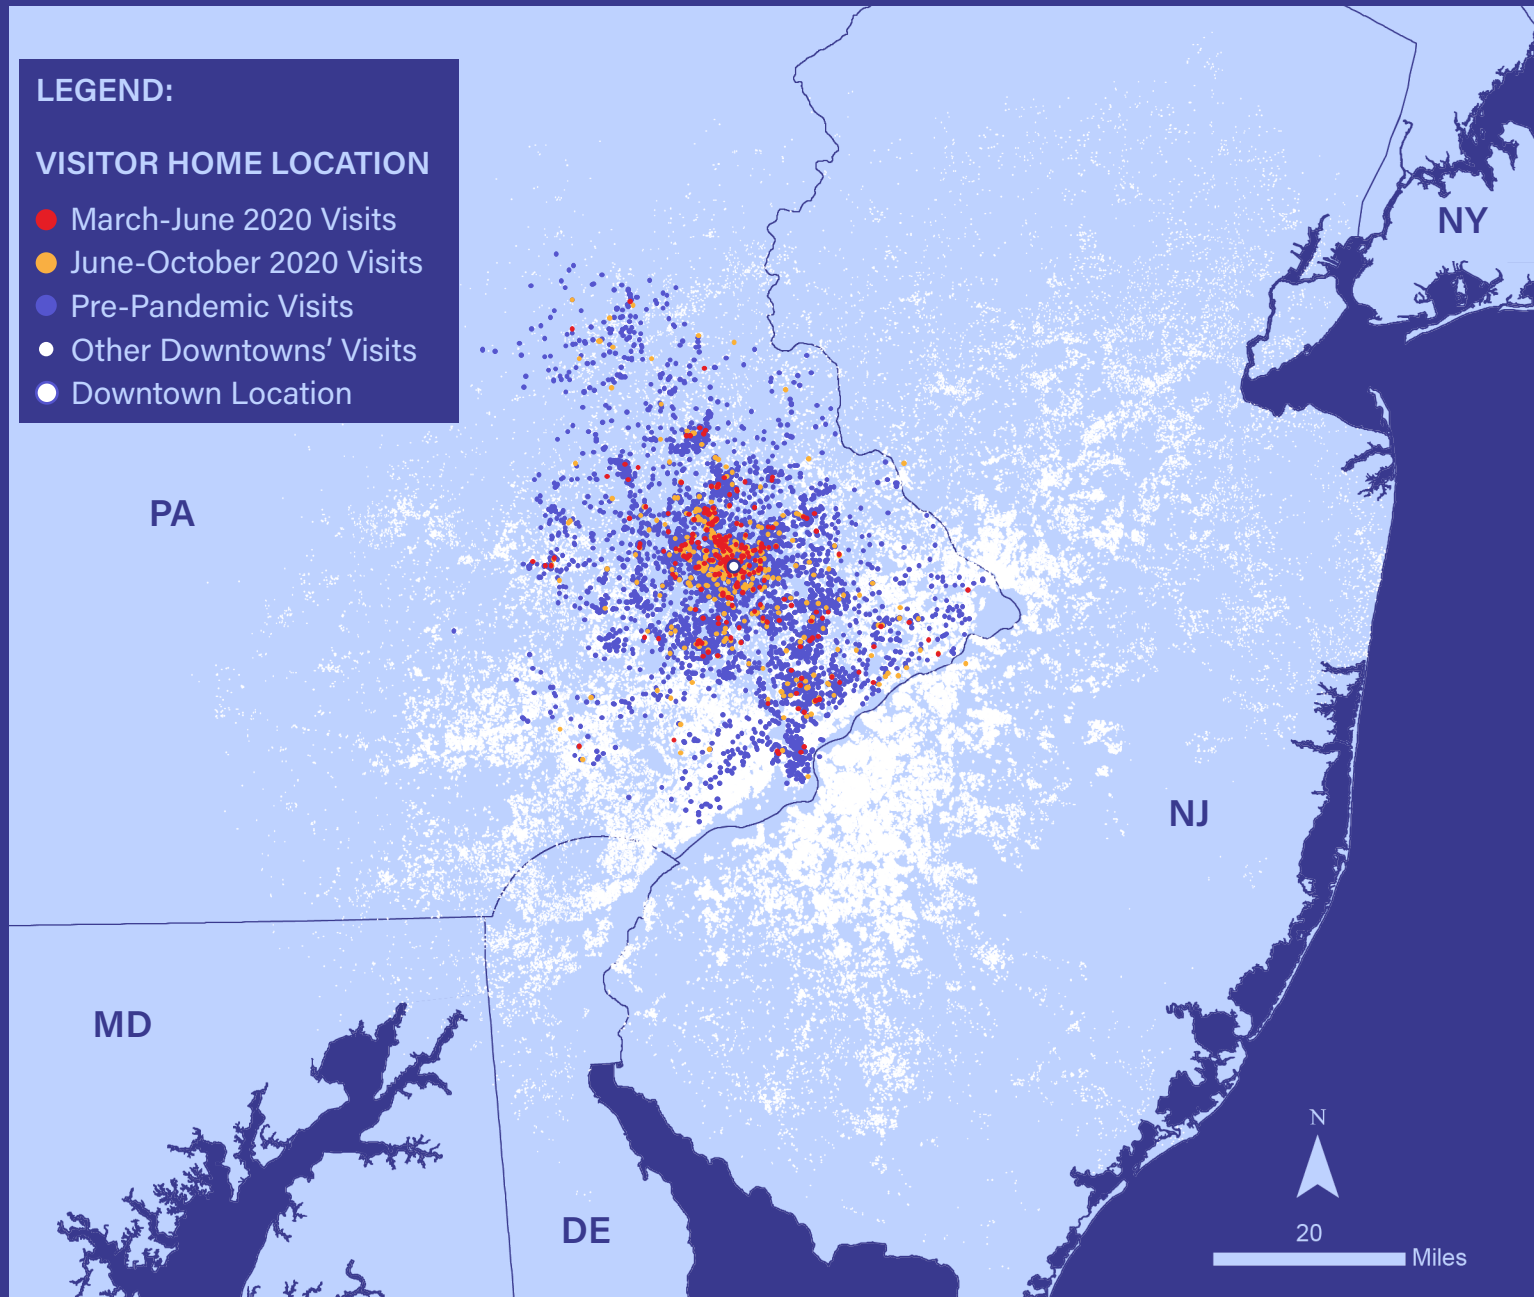 LEGEND:
VISITOR HOME LOCATION
March-June 2020 Visits
June-October 2020 Visits
Pre-Pandemic Visits
Other Downtowns’ Visits
Downtown Location
NY
PA
NJ
MD
DE
N
20
Miles